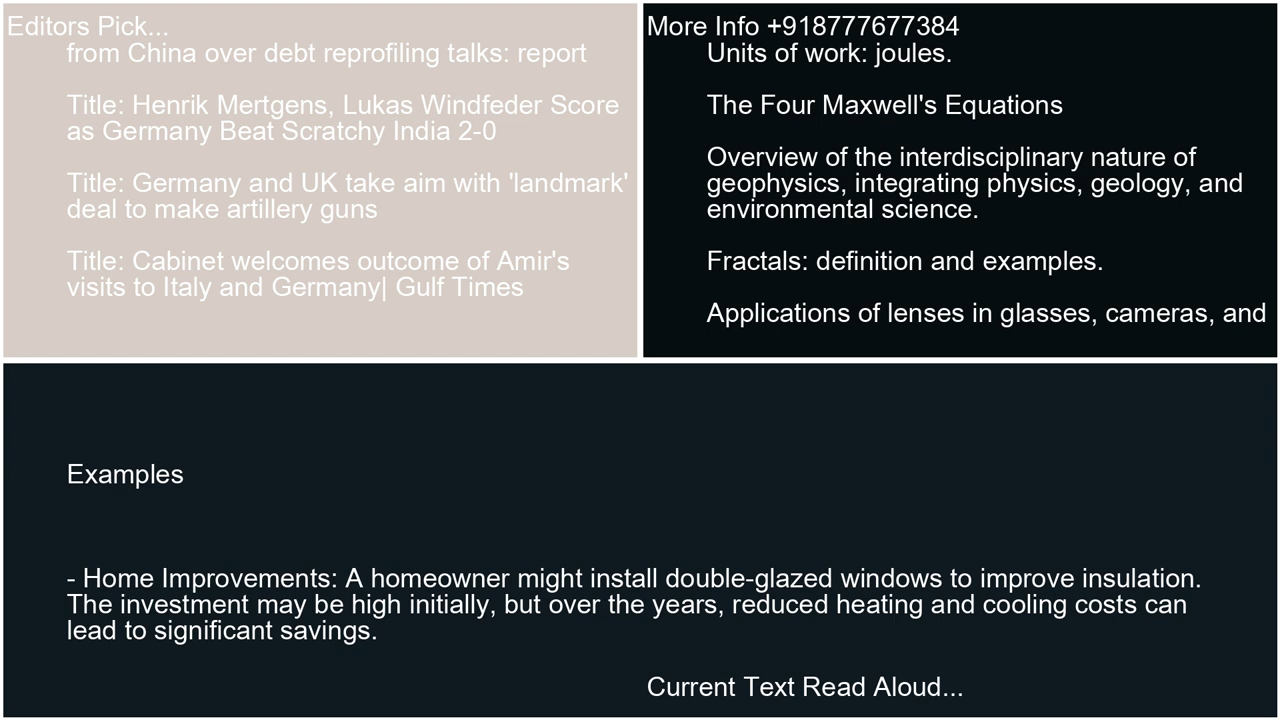 Editors Pick...
from China over debt reprofiling talks: report
Title: Henrik Mertgens, Lukas Windfeder Score
as Germany Beat Scratchy India 2-0
Title: Germany and UK take aim with 'landmark'
deal to make artillery guns
Title: Cabinet welcomes outcome of Amir's
visits to Italy and Germany| Gulf Times
More Info +918777677384
Units of work: joules.
The Four Maxwell's Equations
Overview of the interdisciplinary nature of
geophysics, integrating physics, geology, and
environmental science.
Fractals: definition and examples.
Applications of lenses in glasses, cameras, and
Examples
- Home Improvements: A homeowner might install double-glazed windows to improve insulation.
The investment may be high initially, but over the years, reduced heating and cooling costs can
lead to significant savings.
Current Text Read Aloud...